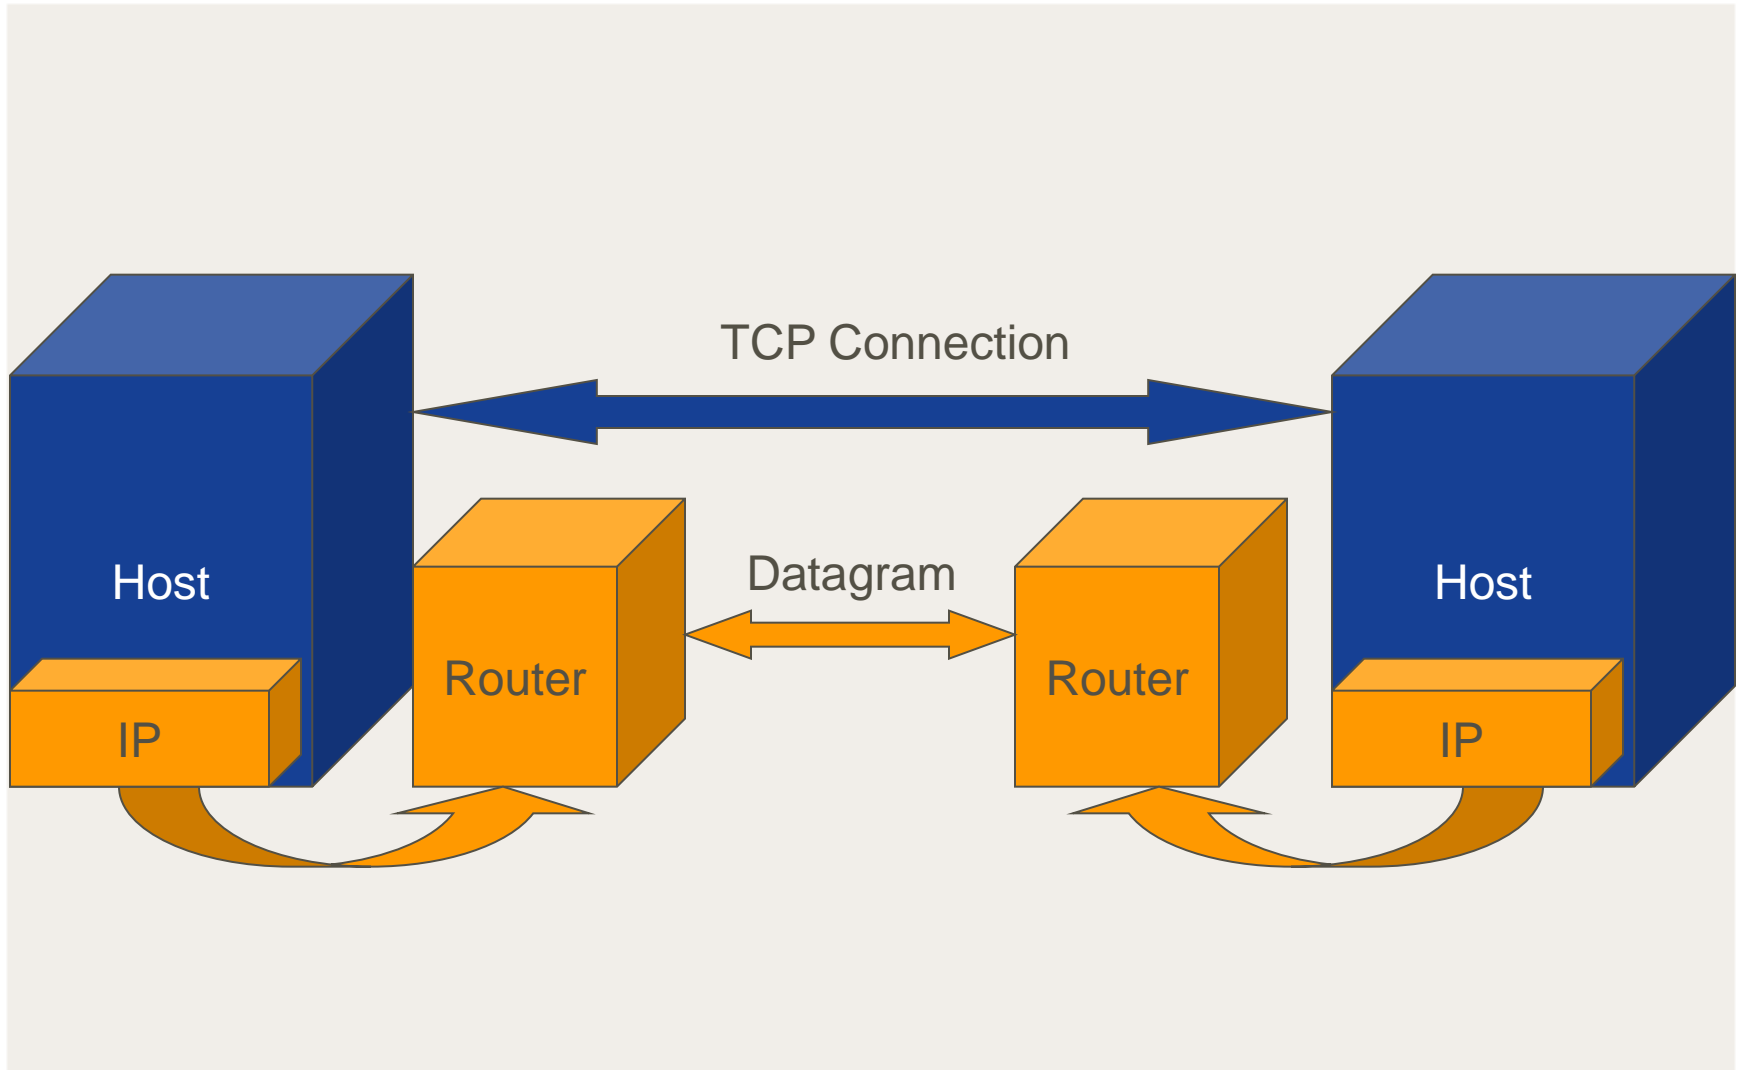 TCP Connection
Host
Datagram
Host
Router
Router
IP
IP